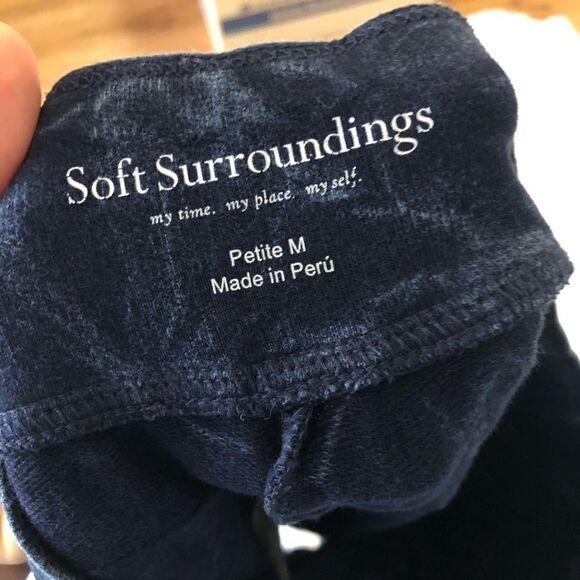 Soft Surroundings
my time. my place. my self.
Petite M
Made in Perú